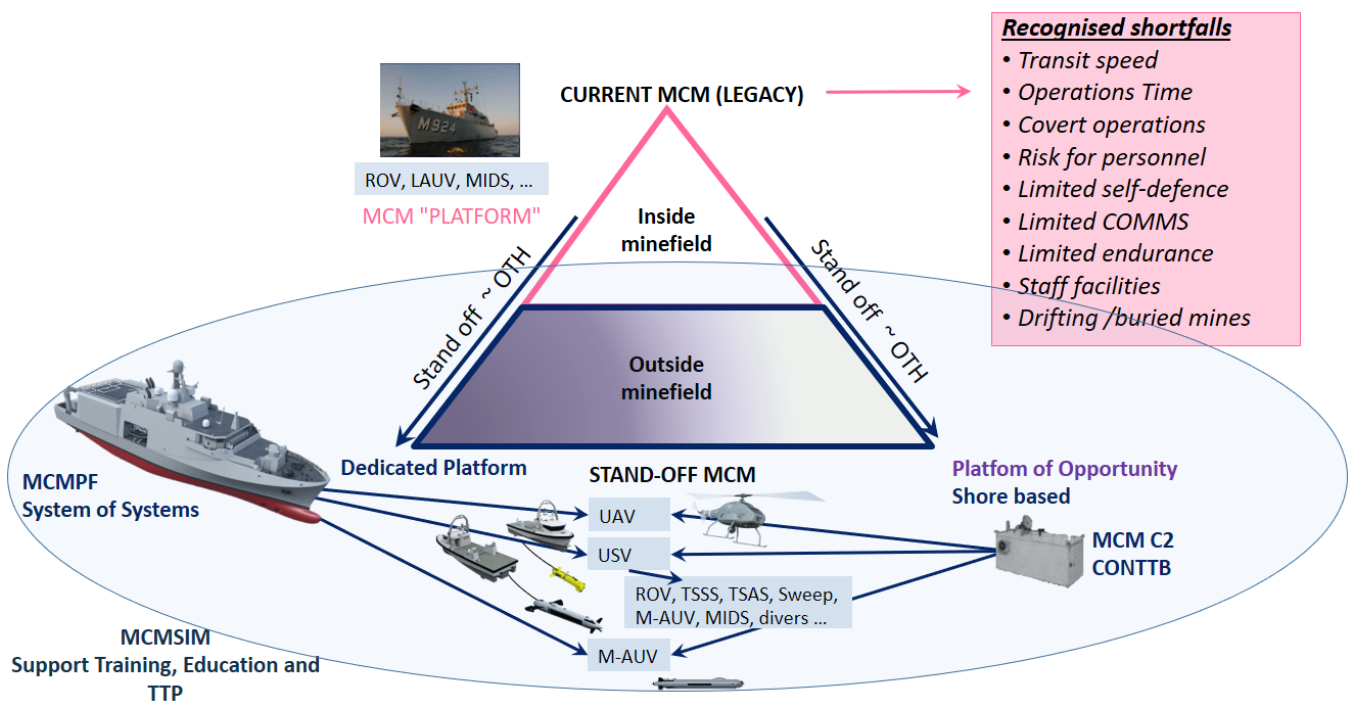 Recognised shortfalls
• Transit speed
• Operations Time
• Covert operations
• Risk for personnel
• Limited self-defence
• Limited COMMS
• Limited endurance
• Staff facilities
• Drifting /buried mines
CURRENT MCM (LEGACY)
M924
ROV, LAUV, MIDS, ...
MCM "PLATFORM"
Inside
minefield
Stand off ~ OTH
Stand off ~ OTH
Outside
minefield
Dedicated Platform
STAND-OFF MCM
Platfom of Opportunity
Shore based
MCMPF
System of Systems
UAV
USV
MCM C2
CONTTB
ROV, TSSS, TSAS, Sweep,
M-AUV, MIDS, divers ...
M-AUV
MCMSIM
Support Training, Education and
TTP